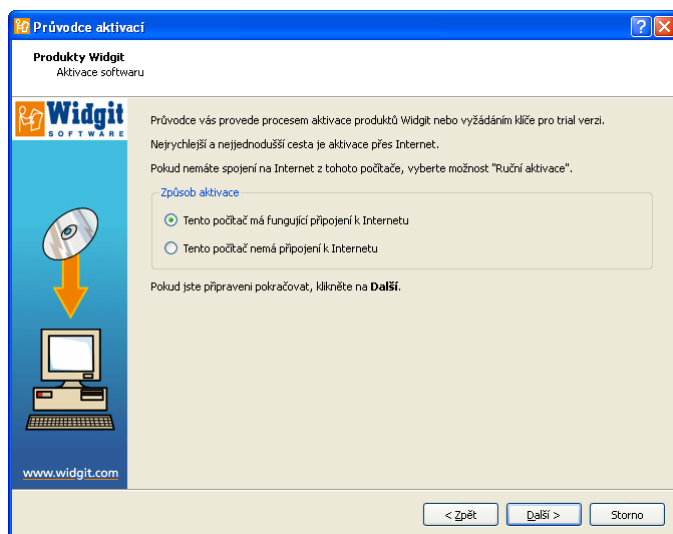 Průvodce aktivací
Produkty Widgit
Aktivace softwaru
Widgit
SOFTWARE
Průvodce vás provede procesem aktivace produktů Widgit nebo vyžádáním klíče pro trial verzi.
Nejrychlejší a nejjednodušší cesta je aktivace přes Internet.
Pokud nemáte spojení na Internet z tohoto počítače, vyberte možnost "Ruční aktivace".
Způsob aktivace
Tento počítač má fungující připojení k Internetu
Tento počítač nemá připojení k Internetu
Pokud jste připraveni pokračovat, klikněte na Další.
www.widgit.com
< Zpět
Další >
Storno